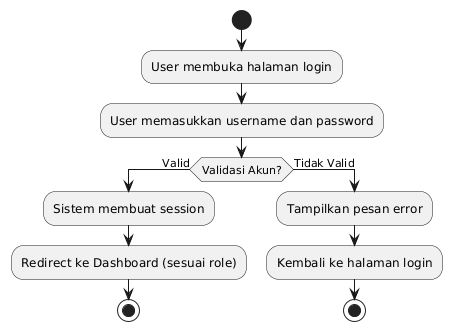 User membuka halaman login
User memasukkan username dan password
Valid
Validasi Akun?
Tidak Valid
Sistem membuat session
Tampilkan pesan error
Redirect ke Dashboard (sesuai role)
Kembali ke halaman login